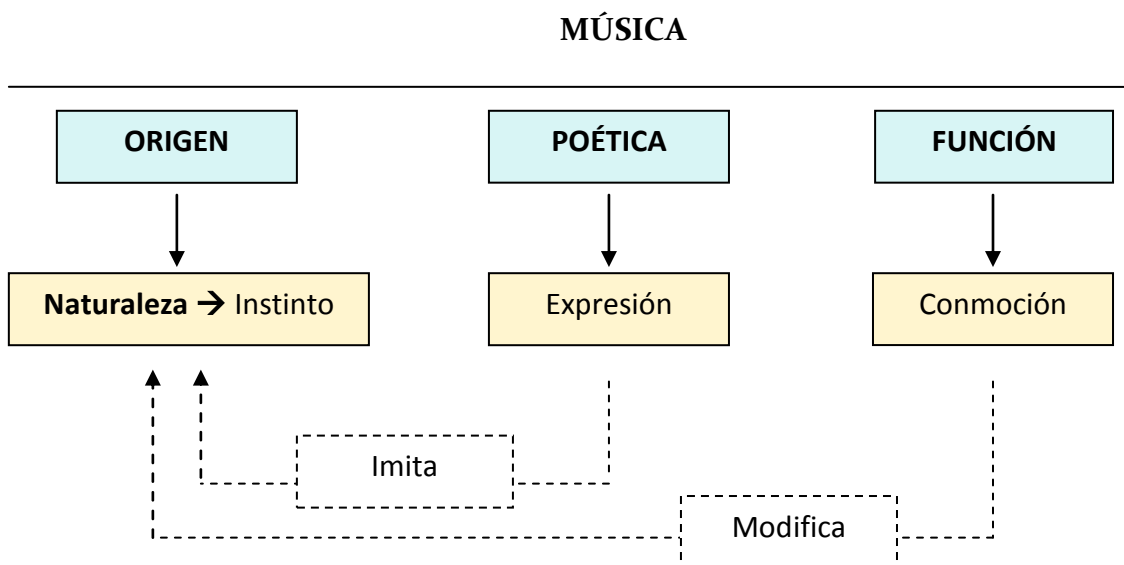 MÚSICA
ORIGEN
POÉTICA
FUNCIÓN
Naturaleza → Instinto
Expresión
Conmoción
Imita
Modifica